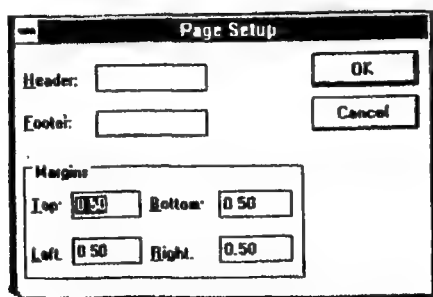 Page Setup
Header:
OK
Footer:
Cancel
Margins
Top: 0.50 Bottom: 0.50
Left: 0.50 Right: 0.50